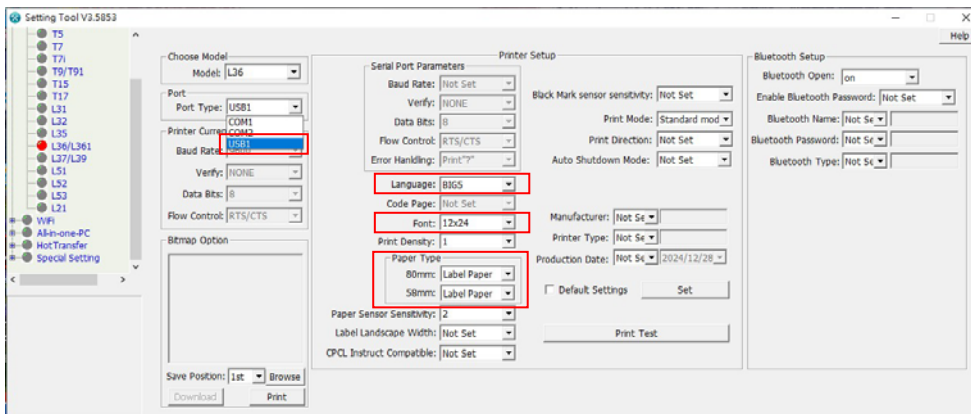 Setting Tool V3.5853
Help
T5
T7
T7i
T9/T91
T15
T17
L31
L32
L35
L36/L361
L37/L39
L51
L52
L53
L21
WiFi
All-in-one-PC
HotTransfer
Special Setting
Choose Model
Model: L36
Port
Port Type: USB1
COM1
COM2
USB1
Printer Curren
Baud Rate: 9600
Verify: NONE
Data Bits: 8
Flow Control: RTS/CTS
Bitmap Option
Save Position: 1st Browse
Download Print
Printer Setup
Serial Port Parameters
Baud Rate: Not Set
Verify: NONE
Data Bits: 8
Flow Control: RTS/CTS
Error Hanlding: Print"?"
Language: BIG5
Code Page: Not Set
Font: 12x24
Print Density: 1
Paper Type
80mm: Label Paper
58mm: Label Paper
Paper Sensor Sensitivity: 2
Label Landscape Width: Not Set
CPCL Instruct Compatible: Not Set
Black Mark sensor sensitivity: Not Set
Print Mode: Standard mod
Print Direction: Not Set
Auto Shutdown Mode: Not Set
Manufacturer: Not Se
Printer Type: Not Se
Production Date: Not Se 2024/12/28
Default Settings Set
Print Test
Bluetooth Setup
Bluetooth Open: on
Enable Bluetooth Password: Not Set
Bluetooth Name: Not Se
Bluetooth Password: Not Se
Bluetooth Type: Not Se